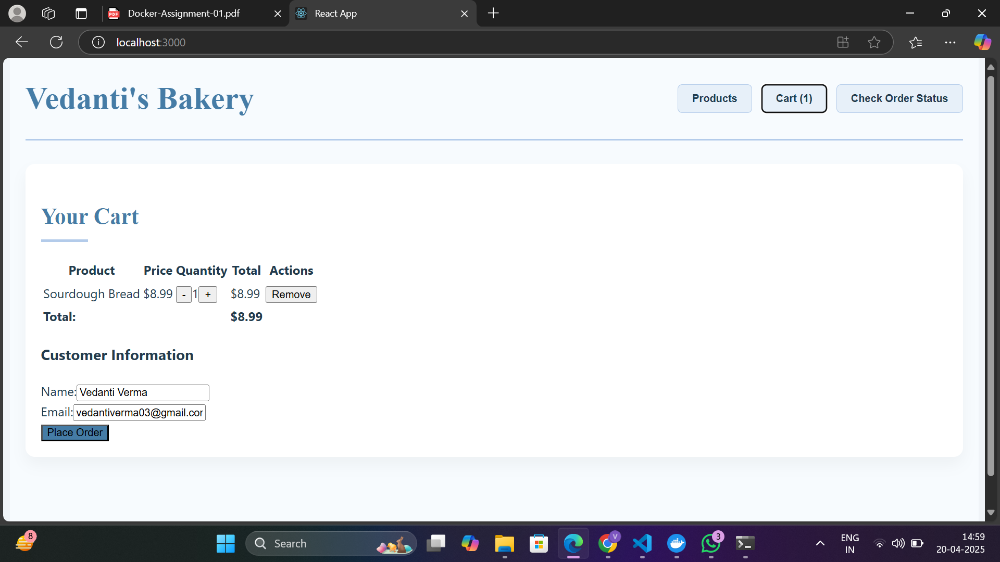 Docker-Assignment-01.pdf
React App
localhost:3000
Vedanti's Bakery
Products
Cart (1)
Check Order Status
Your Cart
Product Price Quantity Total Actions
Sourdough Bread $8.99 - 1 + $8.99 Remove
Total: $8.99
Customer Information
Name: Vedanti Verma
Email: vedantiverma03@gmail.com
Place Order
8
Search
V
3
ENG
IN
14:59
20-04-2025
PDF